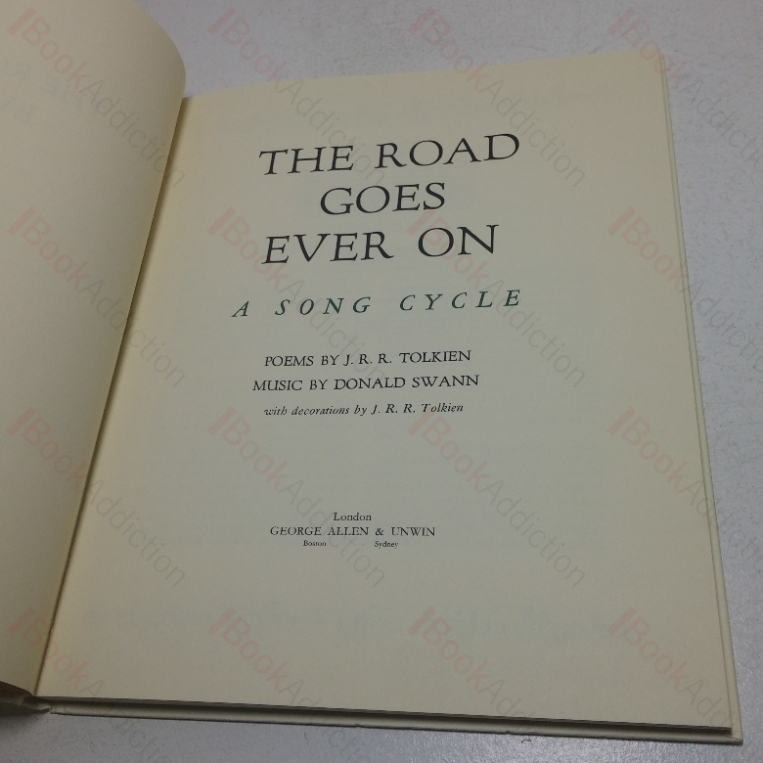 THE ROAD
GOES
EVER ON
A SONG CYCLE
POEMS BY J. R. R. TOLKIEN
MUSIC BY DONALD SWANN
with decorations by J. R. R. Tolkien
London
GEORGE ALLEN & UNWIN
Boston Sydney
BookAddiction